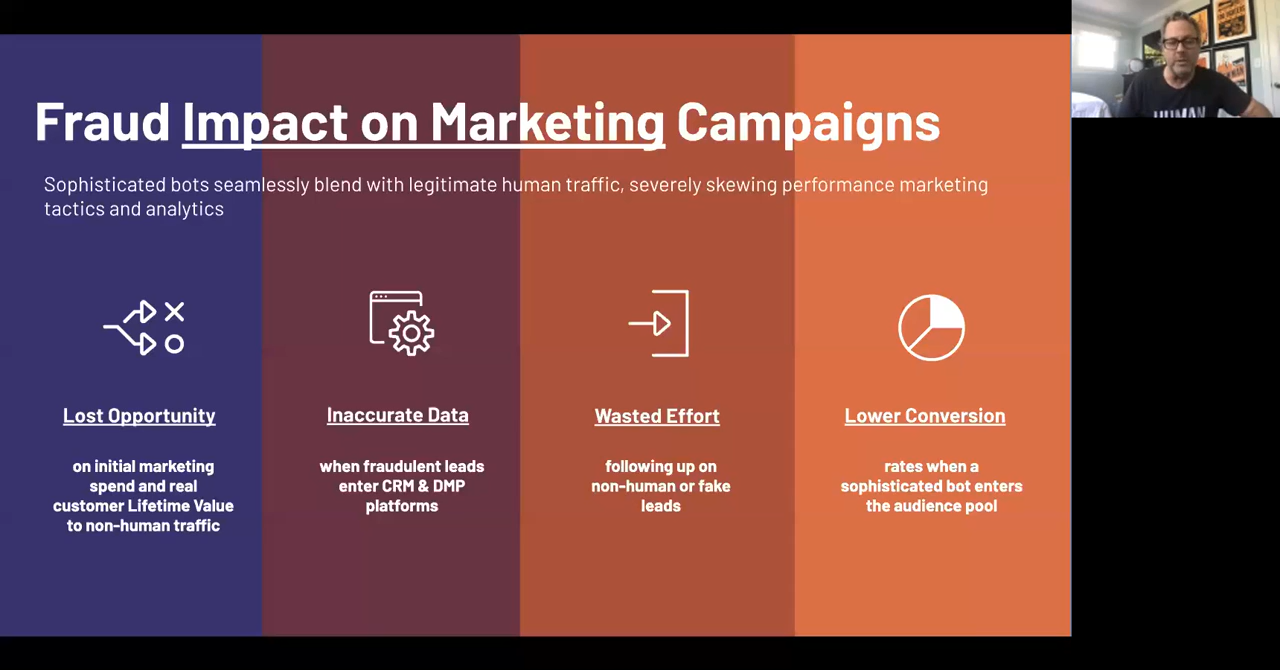 Fraud Impact on Marketing Campaigns
Sophisticated bots seamlessly blend with legitimate human traffic, severely skewing performance marketing
tactics and analytics
Lost Opportunity
on initial marketing
spend and real
customer Lifetime Value
to non-human traffic
Inaccurate Data
when fraudulent leads
enter CRM & DMP
platforms
Wasted Effort
following up on
non-human or fake
leads
Lower Conversion
rates when a
sophisticated bot enters
the audience pool
HUMAN